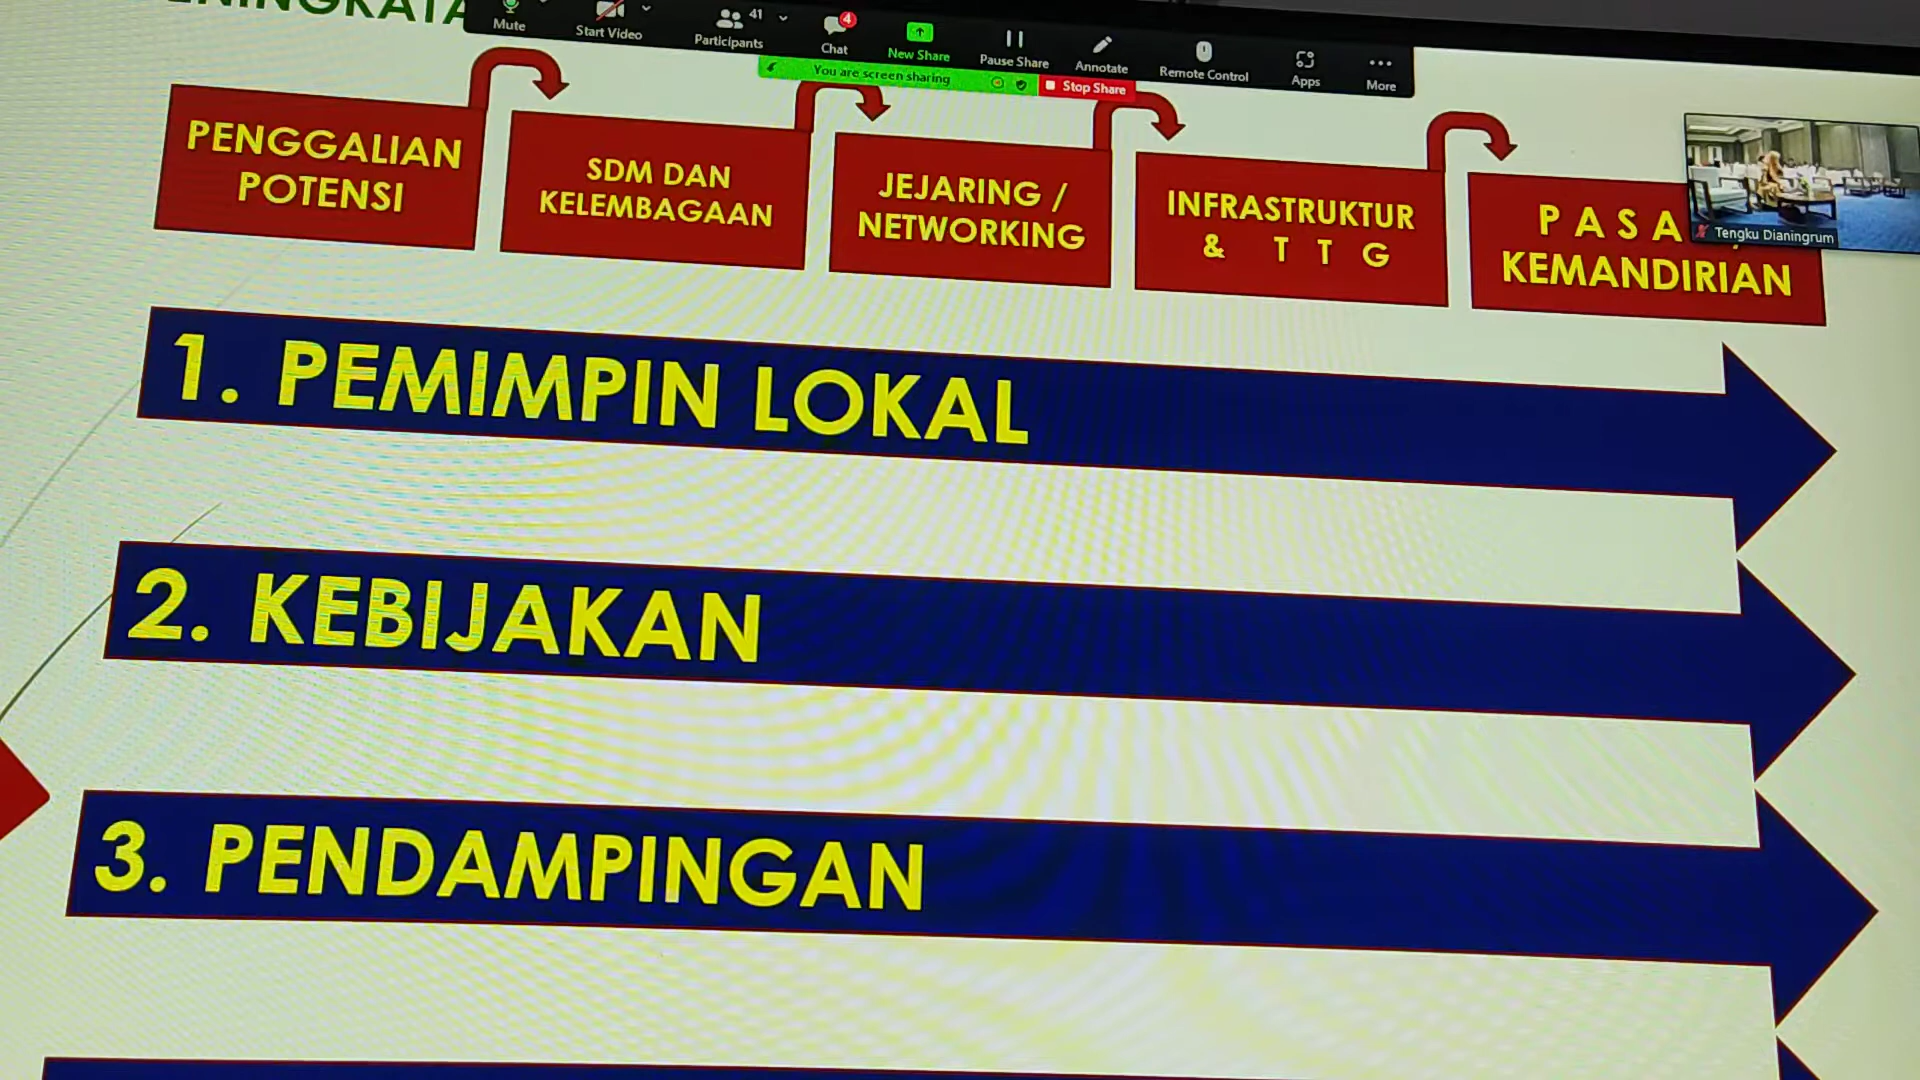 Mute
Start Video
Participants
41
Chat
4
New Share
Pause Share
Annotate
Remote Control
Apps
More
You are screen sharing
Stop Share
PENGGALIAN
POTENSI
SDM DAN
KELEMBAGAAN
JEJARING /
NETWORKING
INFRASTRUKTUR
& T T G
KEMANDIRIAN
Tengku Dianingrum
1. PEMIMPIN LOKAL
2. KEBIJAKAN
3. PENDAMPINGAN